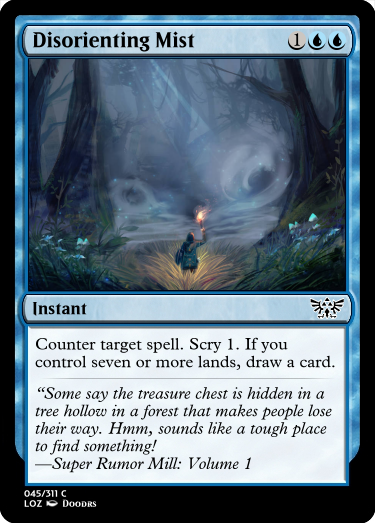 Disorienting Mist 1
Instant
Counter target spell. Scry 1. If you
control seven or more lands, draw a card.
“Some say the treasure chest is hidden in a
tree hollow in a forest that makes people lose
their way. Hmm, sounds like a tough place
to find something!
—Super Rumor Mill: Volume 1
045/311 C
LOZ Doodrs